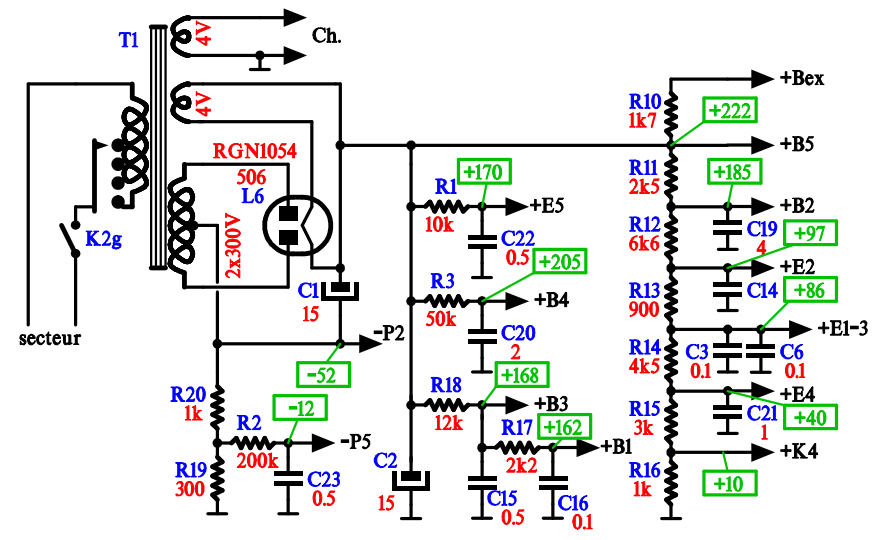 T1
4V
Ch.
4V
+Bex
R10
1k7
+222
+B5
RGN1054
506
L6
R11
2k5
+170
+185
R1
10k
+E5
+B2
C22
0.5
R12
6k6
C19
4
+97
K2g
2x300V
+205
+E2
R3
50k
+B4
C1
15
R13
900
C14
+86
secteur
-P2
C20
2
+E1-3
R14
4k5
C3
0.1
C6
0.1
-52
+168
R20
1k
-12
R18
12k
+B3
+E4
R15
3k
C21
1
+40
R2
200k
-P5
R17
2k2
+162
+B1
+K4
R19
300
C23
0.5
C2
15
C15
0.5
C16
0.1
R16
1k
+10